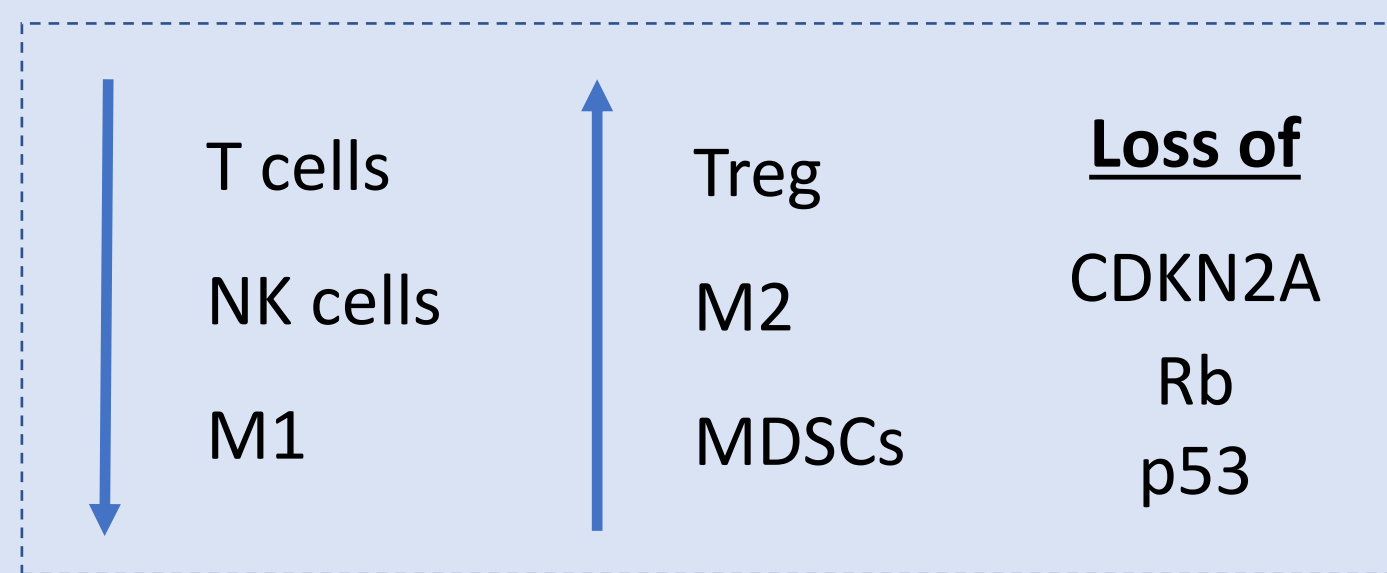 T cells
NK cells
M1
Treg
M2
MDSCs
Loss of
CDKN2A
Rb
p53